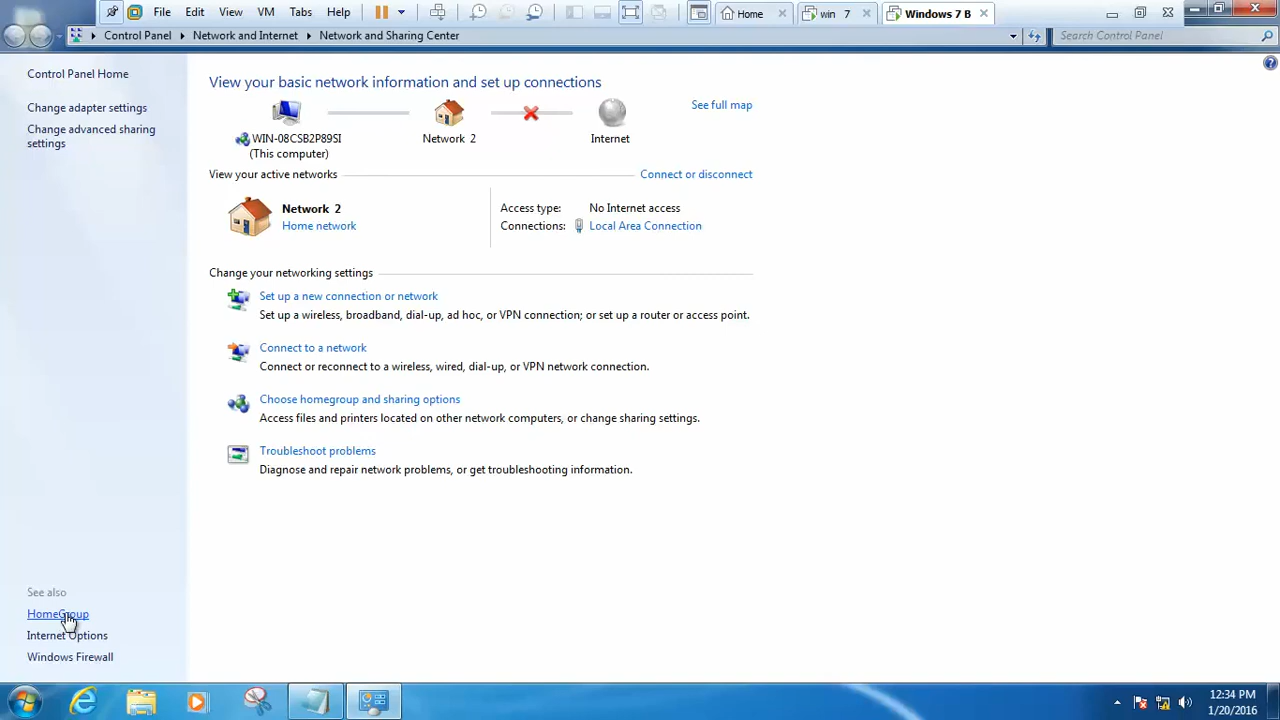 File Edit View VM Tabs Help Home win 7 Windows 7 B
Control Panel Network and Internet Network and Sharing Center Search Control Panel
Control Panel Home
Change adapter settings
Change advanced sharing
settings
View your basic network information and set up connections
See full map
WIN-08CSB2P89SI
(This computer)
Network 2
Internet
View your active networks
Connect or disconnect
Network 2
Home network
Access type: No Internet access
Connections: Local Area Connection
Change your networking settings
Set up a new connection or network
Set up a wireless, broadband, dial-up, ad hoc, or VPN connection; or set up a router or access point.
Connect to a network
Connect or reconnect to a wireless, wired, dial-up, or VPN network connection.
Choose homegroup and sharing options
Access files and printers located on other network computers, or change sharing settings.
Troubleshoot problems
Diagnose and repair network problems, or get troubleshooting information.
See also
HomeGroup
Internet Options
Windows Firewall
12:34 PM
1/20/2016